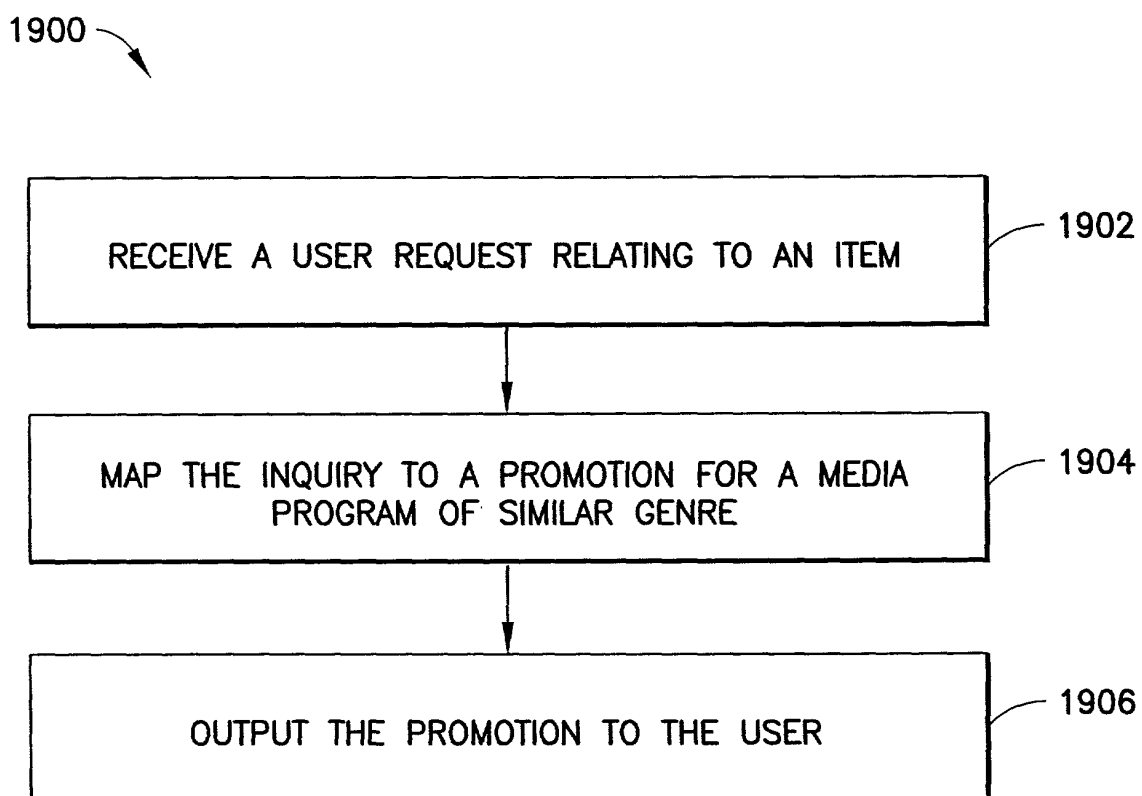 1900
RECEIVE A USER REQUEST RELATING TO AN ITEM
1902
MAP THE INQUIRY TO A PROMOTION FOR A MEDIA
PROGRAM OF SIMILAR GENRE
1904
OUTPUT THE PROMOTION TO THE USER
1906